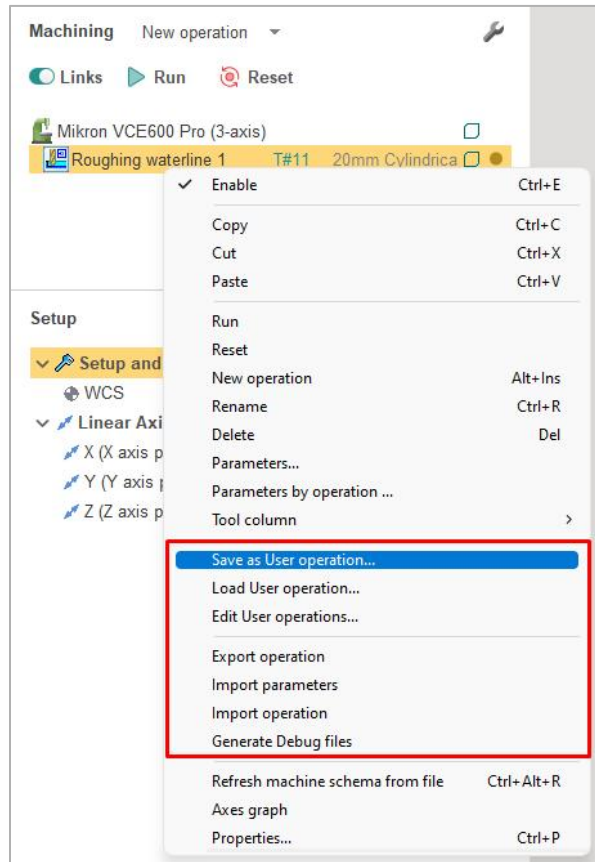 Machining New operation
Links Run Reset
Mikron VCE600 Pro (3-axis)
Roughing waterline 1 T#11 20mm Cylindrica
Enable Ctrl+E
Copy Ctrl+C
Cut Ctrl+X
Paste Ctrl+V
Setup
Run
Reset
Setup and
New operation Alt+Ins
WCS
Rename Ctrl+R
Linear Axi
Delete Del
X (X axis p
Parameters...
Y (Y axis p
Parameters by operation ...
Z (Z axis p
Tool column
Save as User operation...
Load User operation...
Edit User operations...
Export operation
Import parameters
Import operation
Generate Debug files
Refresh machine schema from file Ctrl+Alt+R
Axes graph
Properties... Ctrl+P